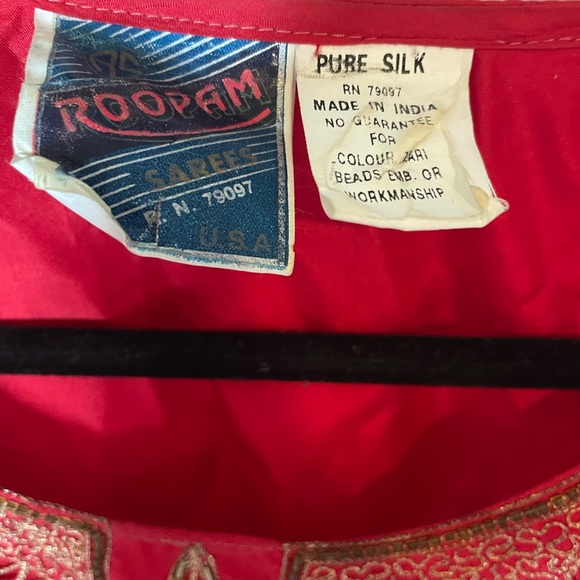 ROOPAM
SAREES
R. N. 79097
U.S.A
PURE SILK
RN 79097
MADE IN INDIA
NO GUARANTEE
FOR
COLOUR ZARI
BEADS EMB. OR
WORKMANSHIP